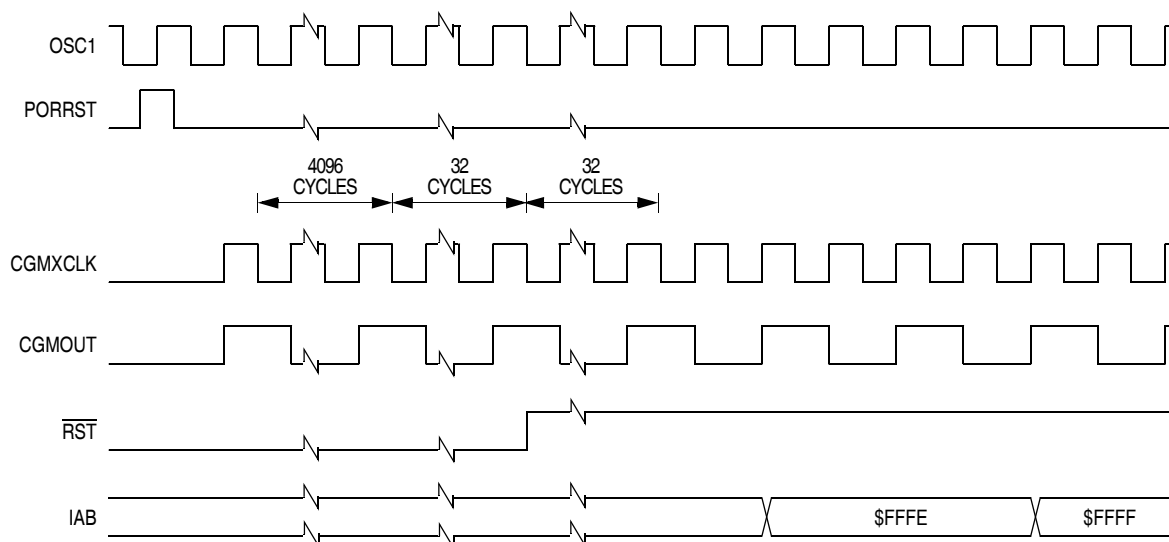 OSC1
PORRST
4096
CYCLES
32
CYCLES
32
CYCLES
CGMXCLK
CGMOUT
RST
IAB
$FFFE
$FFFF